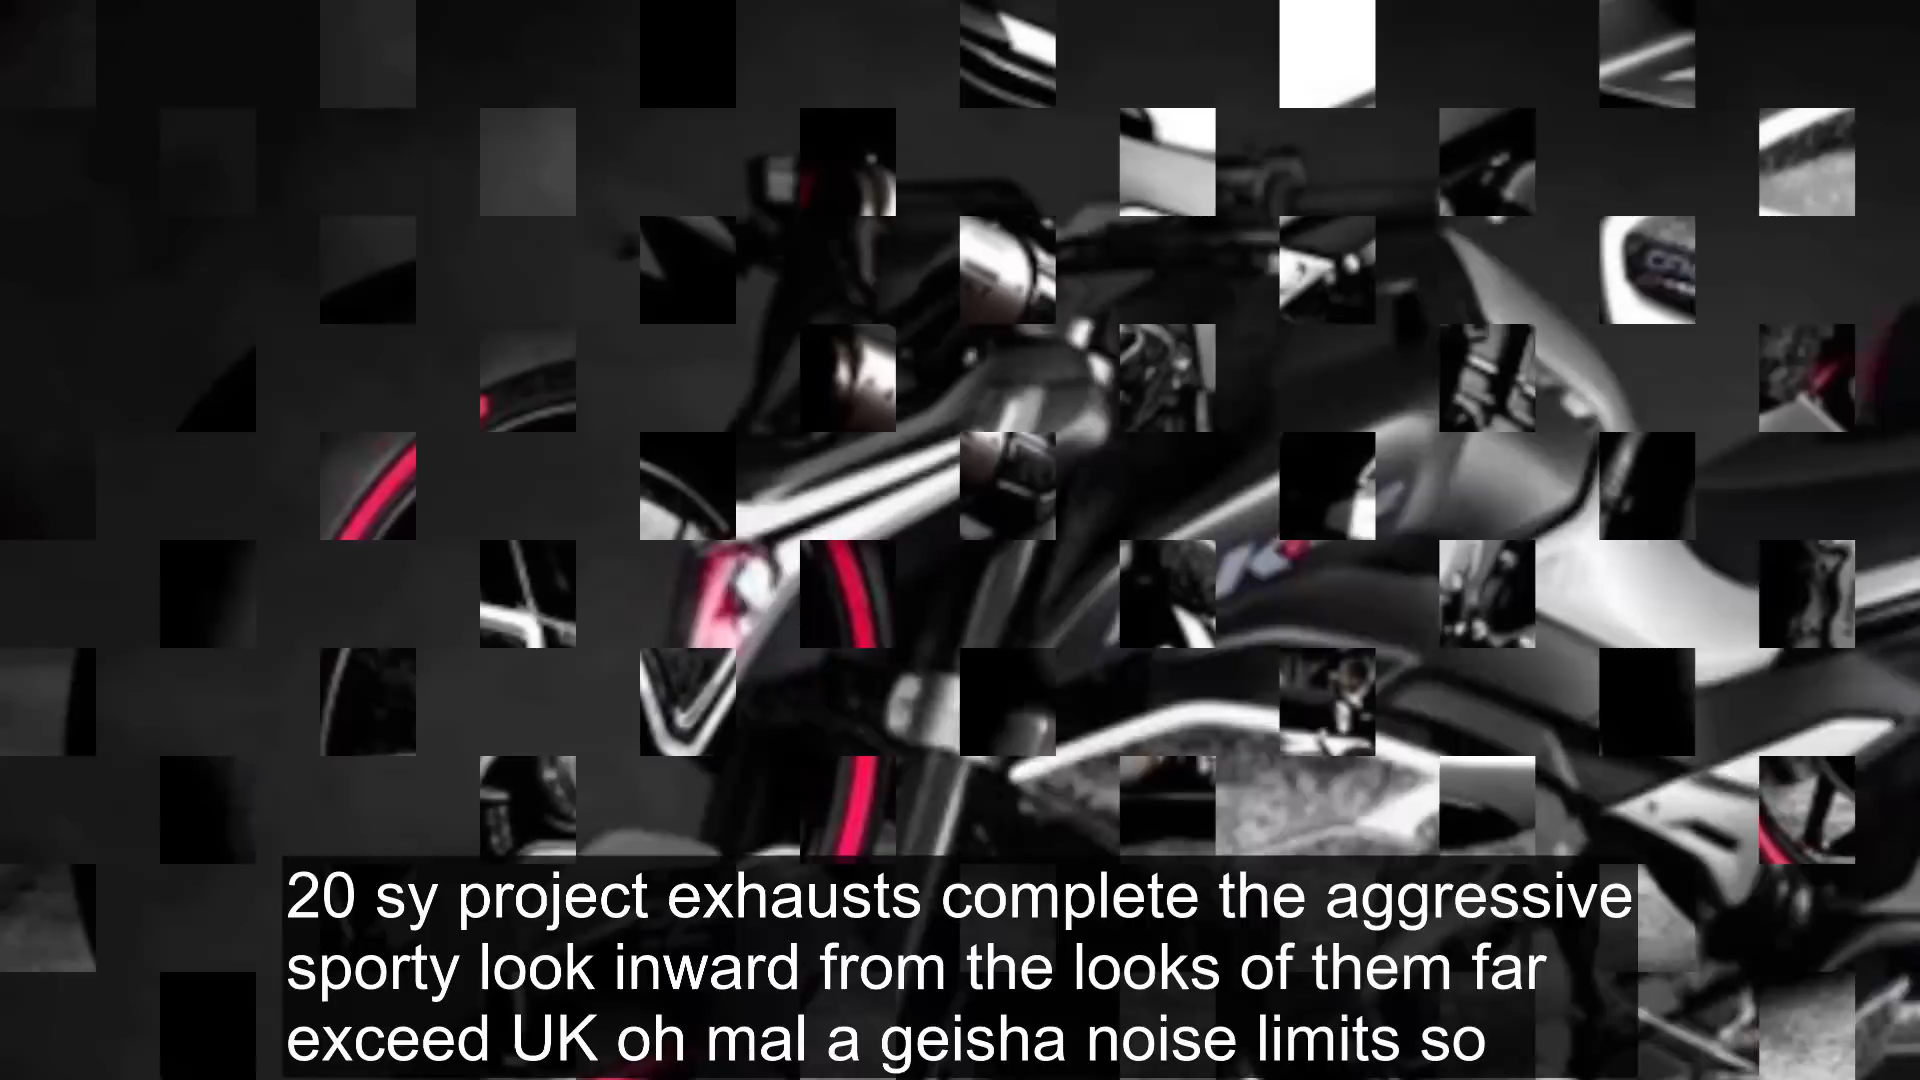 20 sy project exhausts complete the aggressive
sporty look inward from the looks of them far
exceed UK oh mal a geisha noise limits so